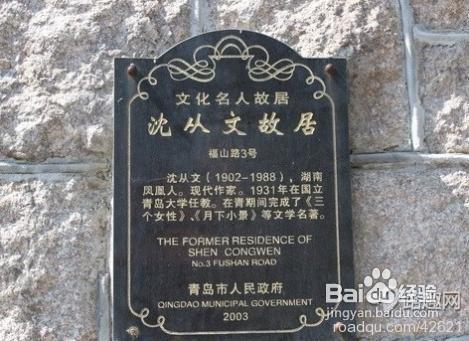 文化名人故居
沈从文故居
福山路3号
沈从文(1902-1988),湖南
凤凰人。现代作家。1931年在国立
青岛大学任教。在青期间完成了《三
个女性》、《月下小景》等文学名著。
THE FORMER RESIDENCE OF
SHEN CONGWEN
No.3 FUSHAN ROAD
青岛市人民政府
QINGDAO MUNICIPAL GOVERNMENT
2003
Baidu经验
jingyan.baidu.com
roadqu.com/42621